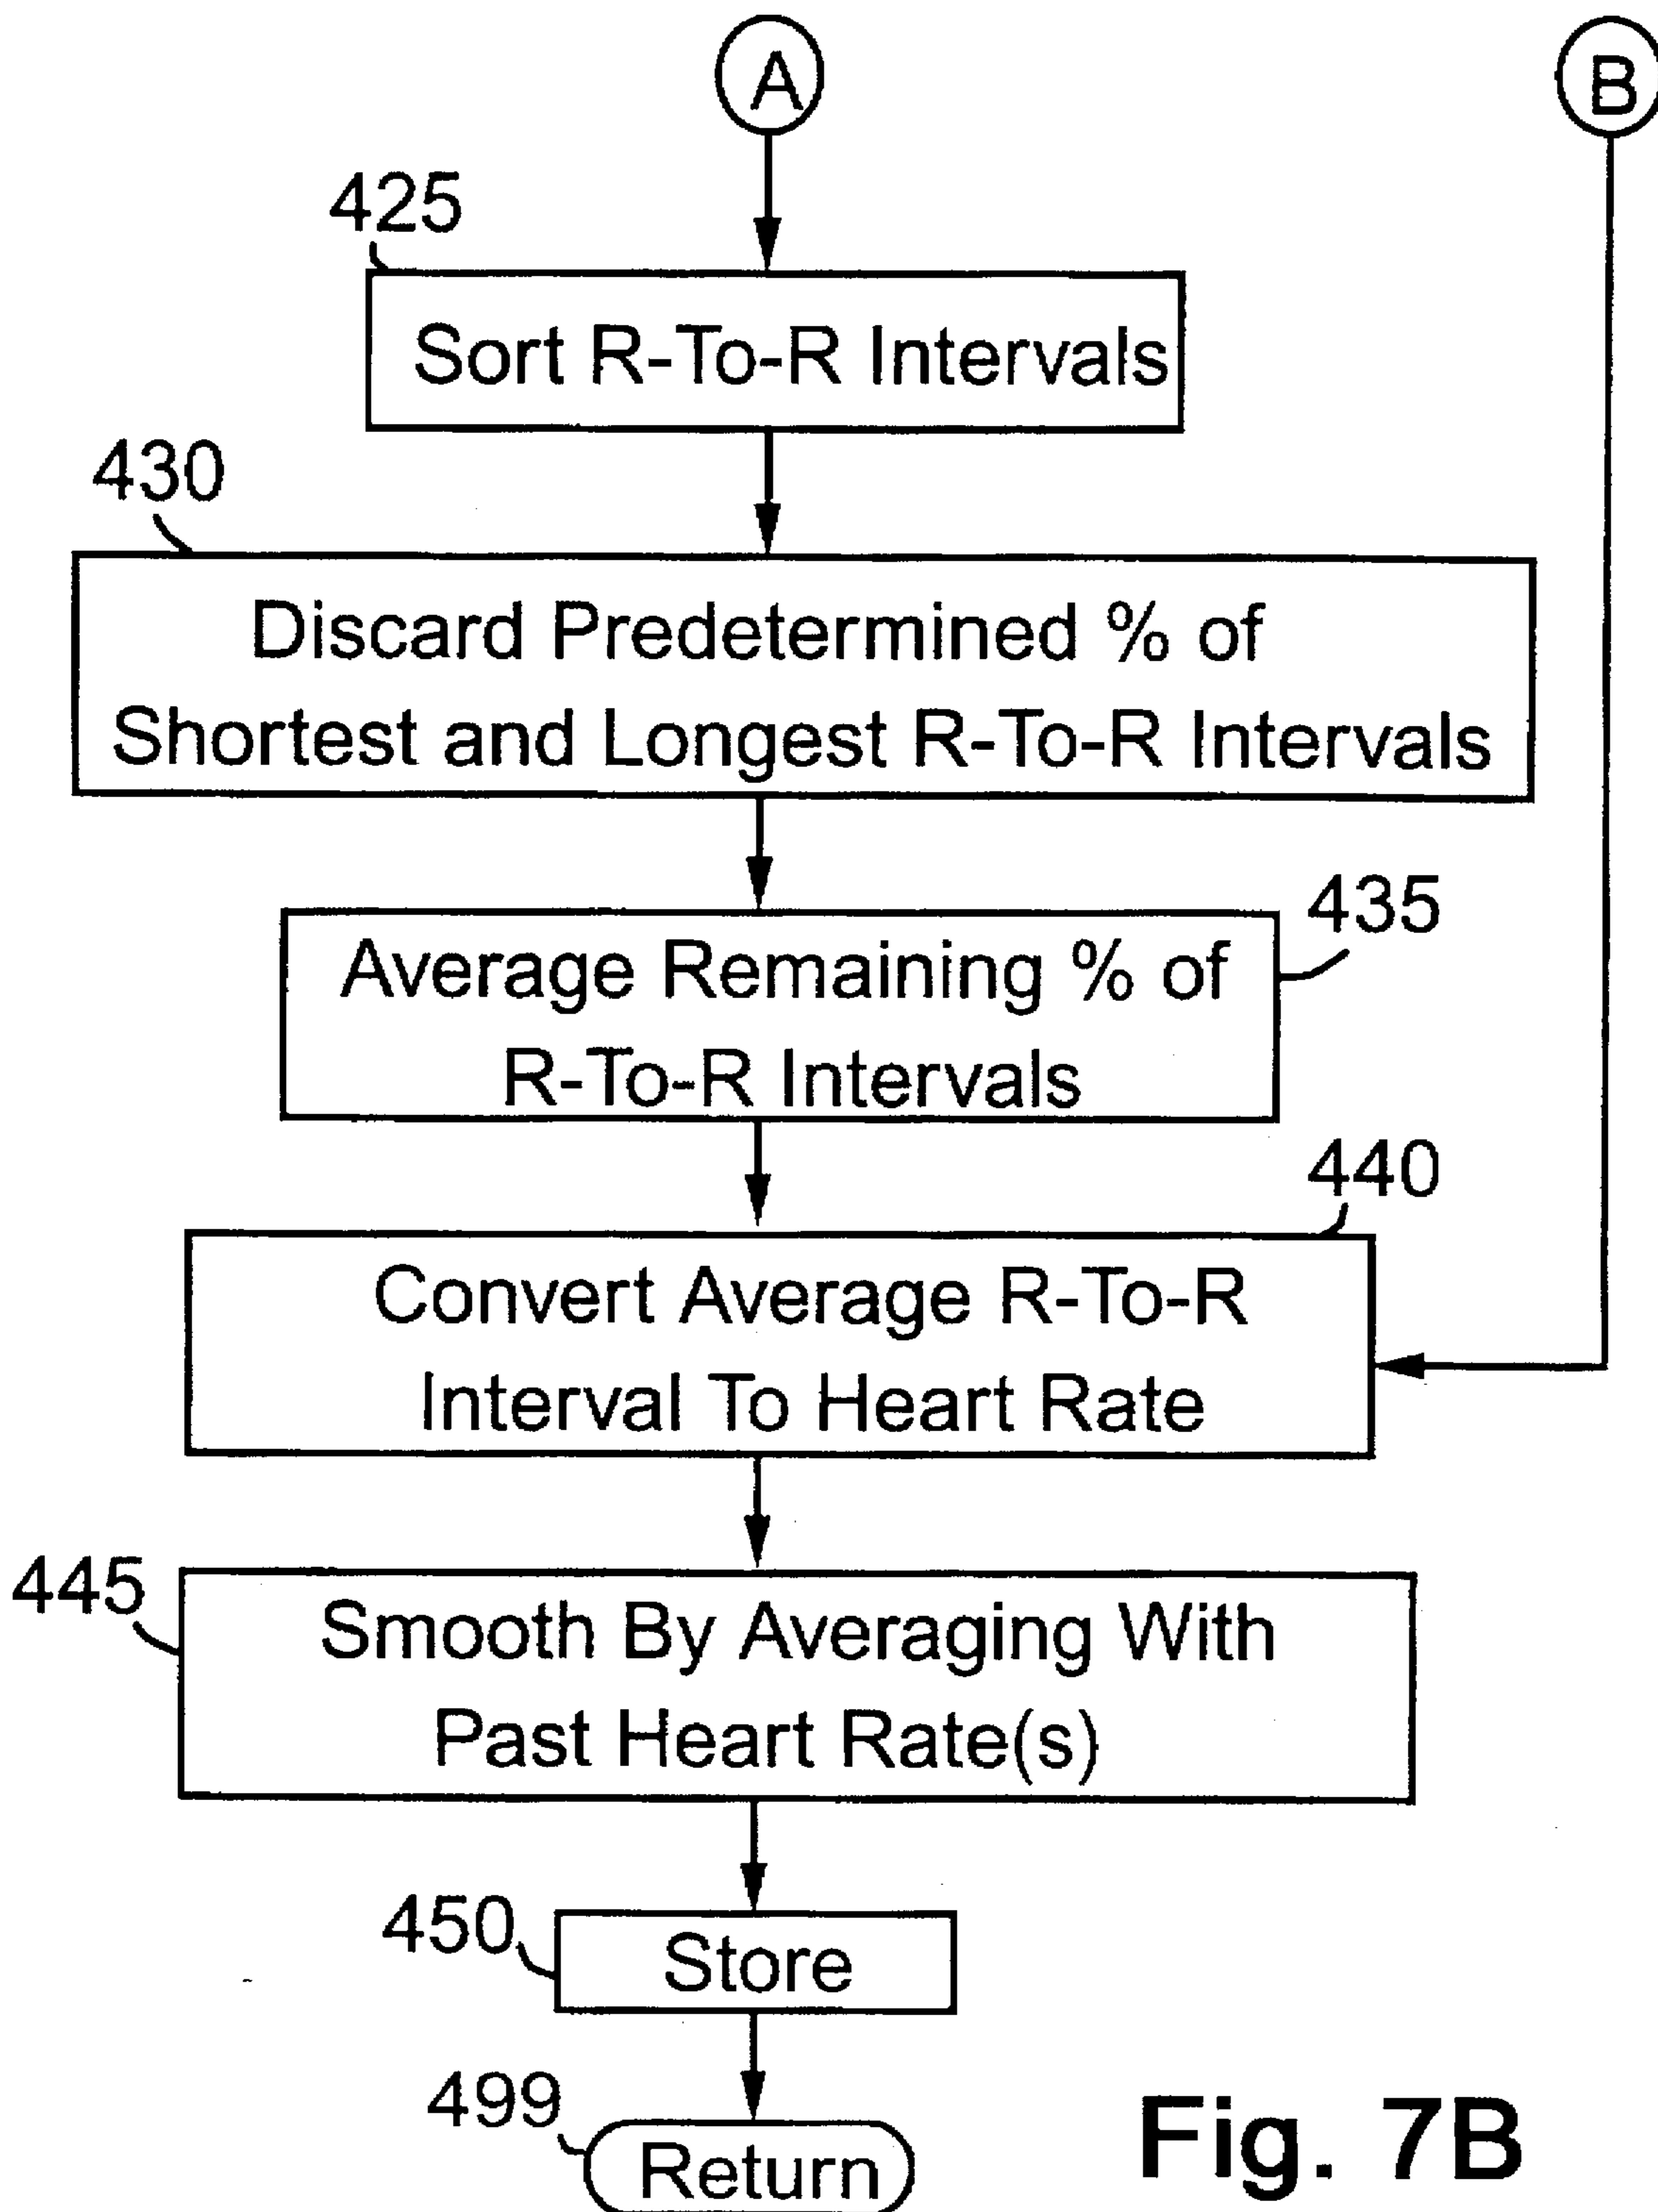 A
B
425
Sort R-To-R Intervals
430
Discard Predetermined % of
Shortest and Longest R-To-R Intervals
435
Average Remaining % of
R-To-R Intervals
440
Convert Average R-To-R
Interval To Heart Rate
445
Smooth By Averaging With
Past Heart Rate(s)
450
Store
499
Return
Fig. 7B